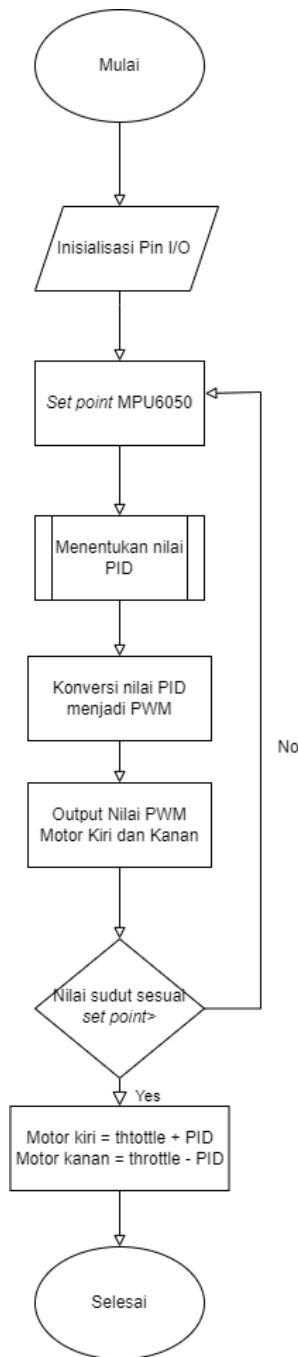 Mulai
Inisialisasi Pin I/O
Set point MPU6050
Menentukan nilai
PID
Konversi nilai PID
menjadi PWM
Output Nilai PWM
Motor Kiri dan Kanan
No
Nilai sudut sesuai
set point>
Yes
Motor kiri = thtottle + PID
Motor kanan = throttle - PID
Selesai